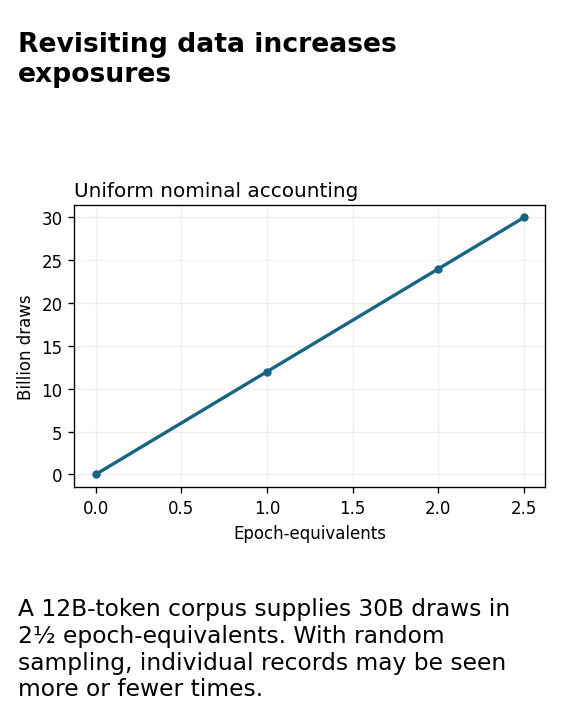 Revisiting data increases
exposures
Uniform nominal accounting
30
25
20
15
10
5
0
Billion draws
0.0 0.5 1.0 1.5 2.0 2.5
Epoch-equivalents
A 12B-token corpus supplies 30B draws in
2½ epoch-equivalents. With random
sampling, individual records may be seen
more or fewer times.